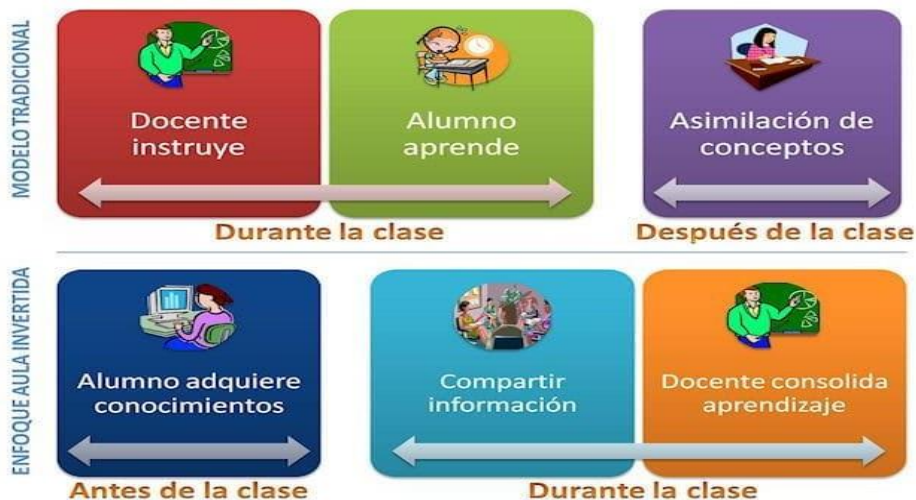 MODELO TRADICIONAL
Docente
instruye
Alumno
aprende
Asimilación de
conceptos
Durante la clase
Después de la clase
ENFOQUE AULA INVERTIDA
Alumno adquiere
conocimientos
Compartir
información
Docente consolida
aprendizaje
Antes de la clase
Durante la clase